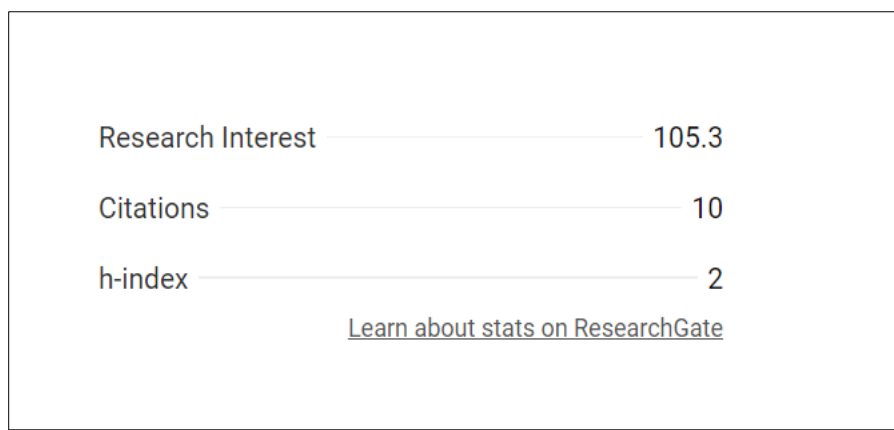 Research Interest 105.3
Citations 10
h-index 2
Learn about stats on ResearchGate